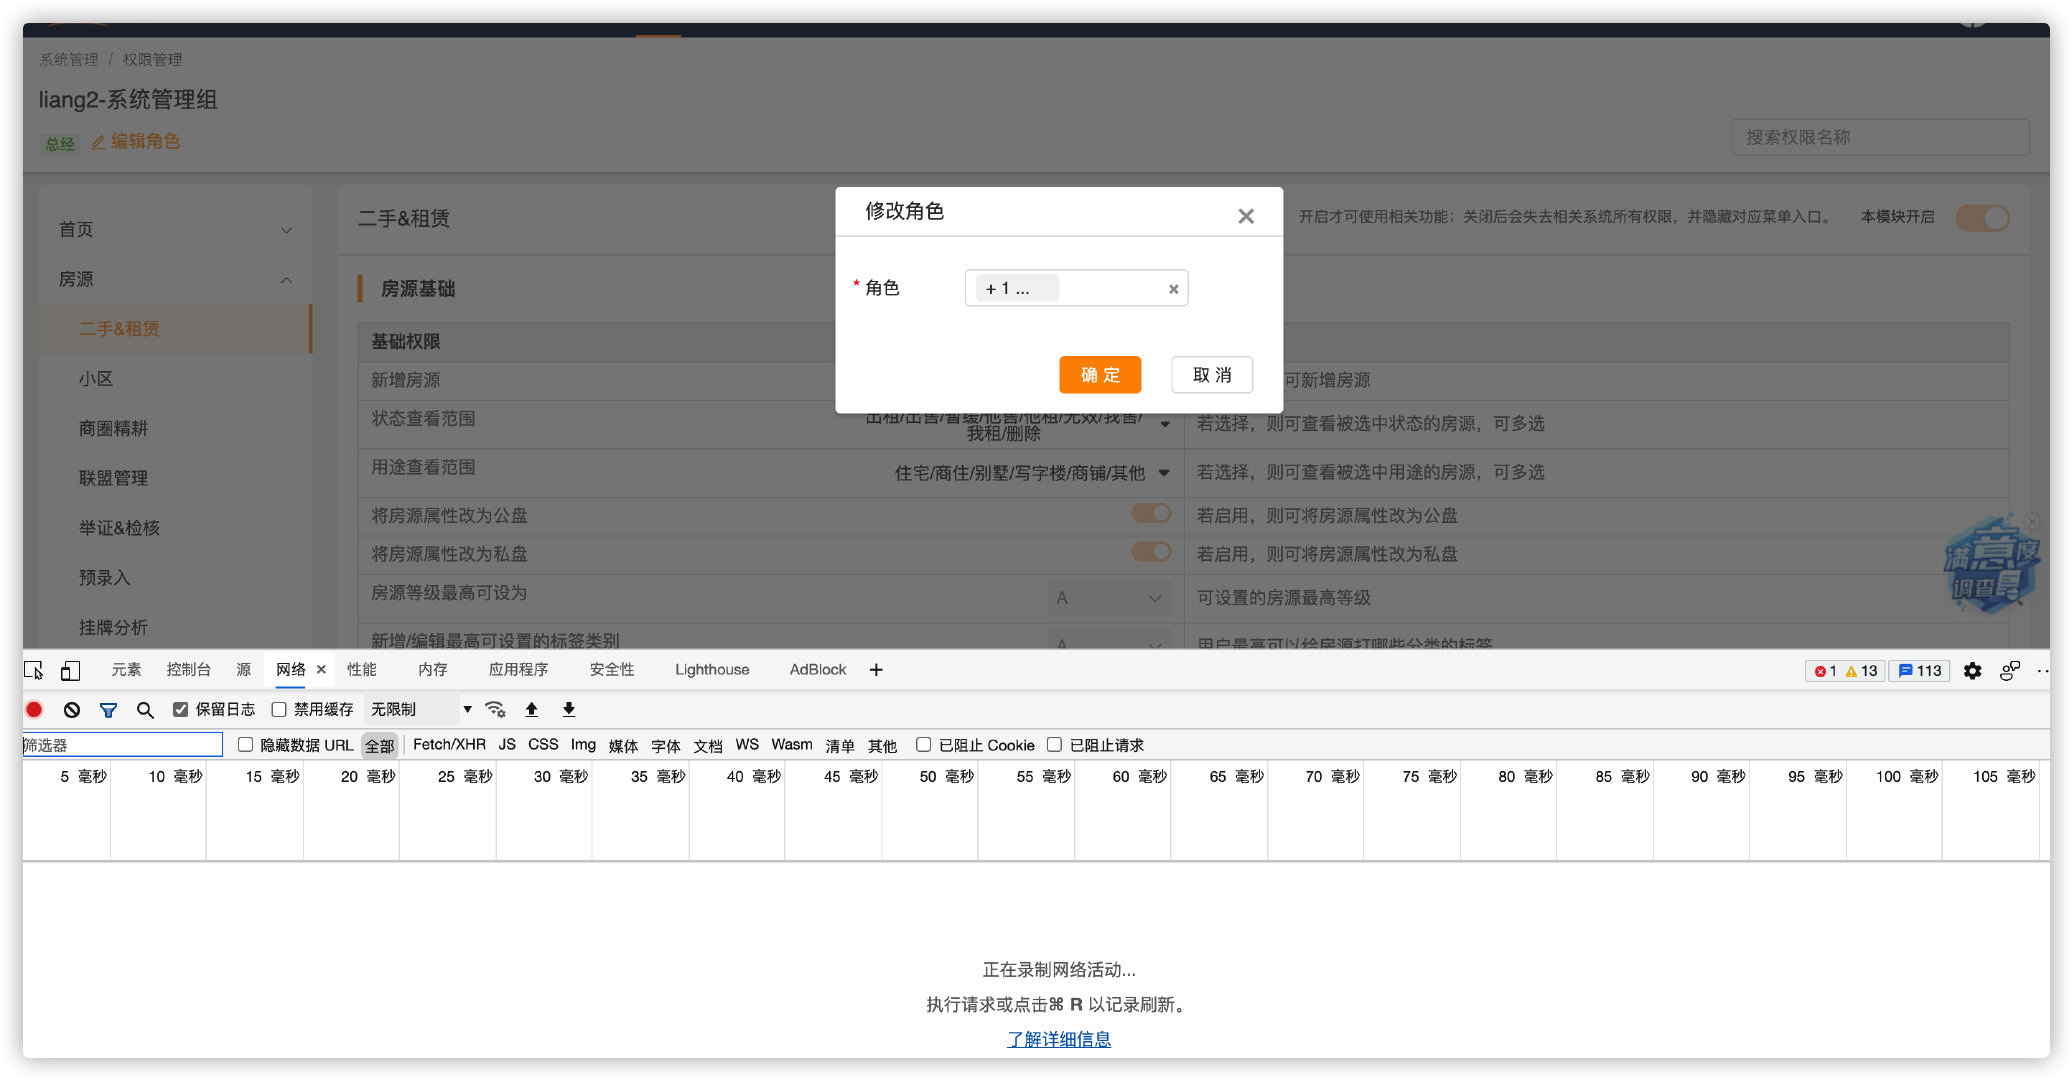 系统管理 / 权限管理
liang2-系统管理组
总经 编辑角色
搜索权限名称
首页
房源
二手&租赁
小区
商圈精耕
联盟管理
举证&检核
预录入
挂牌分析
二手&租赁
开启才可使用相关功能；关闭后会失去相关系统所有权限，并隐藏对应菜单入口。 本模块开启
房源基础
基础权限
新增房源
可新增房源
状态查看范围
出租/出售/暂缓/他售/他租/无效/我售/
我租/删除
若选择，则可查看被选中状态的房源，可多选
用途查看范围
住宅/商住/别墅/写字楼/商铺/其他
若选择，则可查看被选中用途的房源，可多选
将房源属性改为公盘
若启用，则可将房源属性改为公盘
将房源属性改为私盘
若启用，则可将房源属性改为私盘
房源等级最高可设为
A
可设置的房源最高等级
新增/编辑最高可设置的标签类别
A
用户最高可以给房源打哪些分类的标签
修改角色
* 角色
+ 1 ...
确 定
取 消
满意度
调查
元素 控制台 源 网络 性能 内存 应用程序 安全性 Lighthouse AdBlock
1 13 113
保留日志 禁用缓存 无限制
筛选器 隐藏数据 URL 全部 Fetch/XHR JS CSS Img 媒体 字体 文档 WS Wasm 清单 其他 已阻止 Cookie 已阻止请求
5 毫秒 10 毫秒 15 毫秒 20 毫秒 25 毫秒 30 毫秒 35 毫秒 40 毫秒 45 毫秒 50 毫秒 55 毫秒 60 毫秒 65 毫秒 70 毫秒 75 毫秒 80 毫秒 85 毫秒 90 毫秒 95 毫秒 100 毫秒 105 毫秒
正在录制网络活动...
执行请求或点击⌘ R 以记录刷新。
了解详细信息